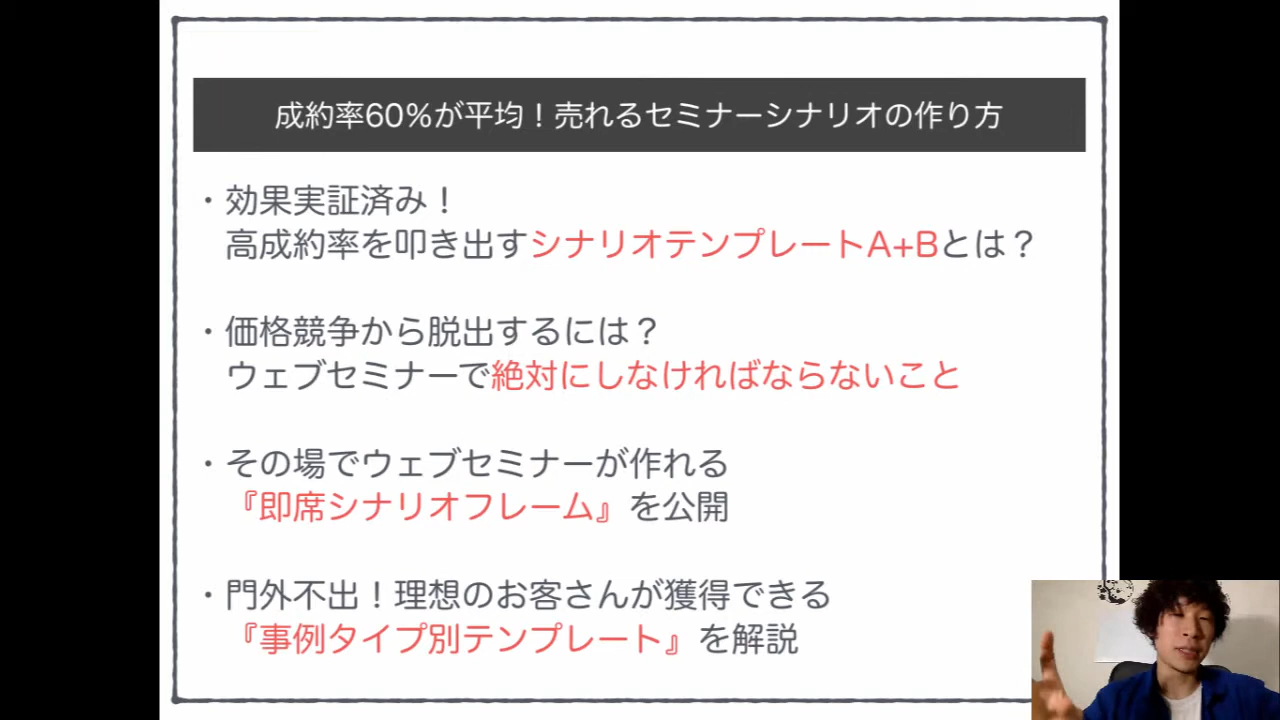 成約率60%が平均！売れるセミナーシナリオの作り方
・効果実証済み！
高成約率を叩き出すシナリオテンプレートA+Bとは？
・価格競争から脱出するには？
ウェブセミナーで絶対にしなければならないこと
・その場でウェブセミナーが作れる
『即席シナリオフレーム』を公開
・門外不出！理想のお客さんが獲得できる
『事例タイプ別テンプレート』を解説